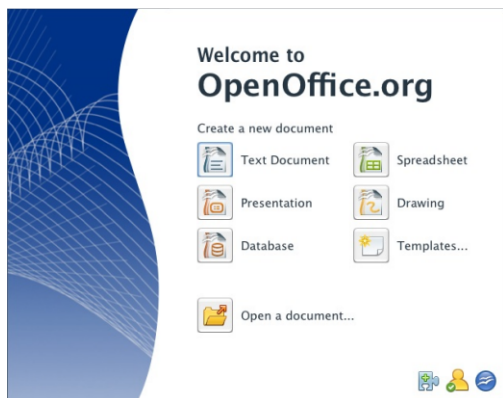 Welcome to
OpenOffice.org
Create a new document
Text Document
Spreadsheet
Presentation
Drawing
Database
Templates...
Open a document...